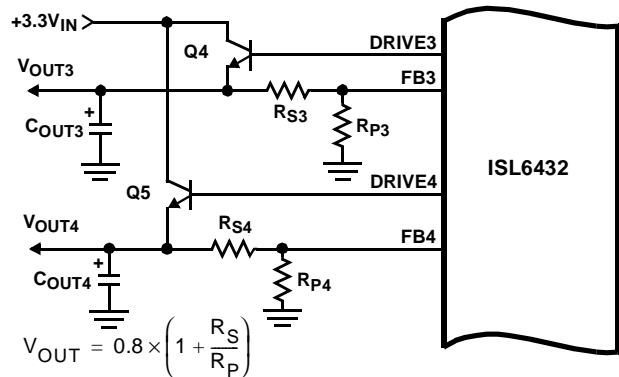 +3.3VIN
Q4
DRIVE3
VOUT3
FB3
+
COUT3
RS3
RP3
ISL6432
Q5
DRIVE4
VOUT4
RS4
FB4
+
COUT4
RP4
VOUT = 0.8 × (1 + RS/RP)